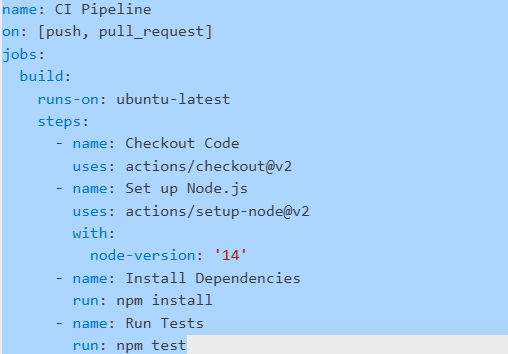 name: CI Pipeline
on: [push, pull_request]
jobs:
  build:
    runs-on: ubuntu-latest
    steps:
      - name: Checkout Code
        uses: actions/checkout@v2
      - name: Set up Node.js
        uses: actions/setup-node@v2
        with:
          node-version: '14'
      - name: Install Dependencies
        run: npm install
      - name: Run Tests
        run: npm test